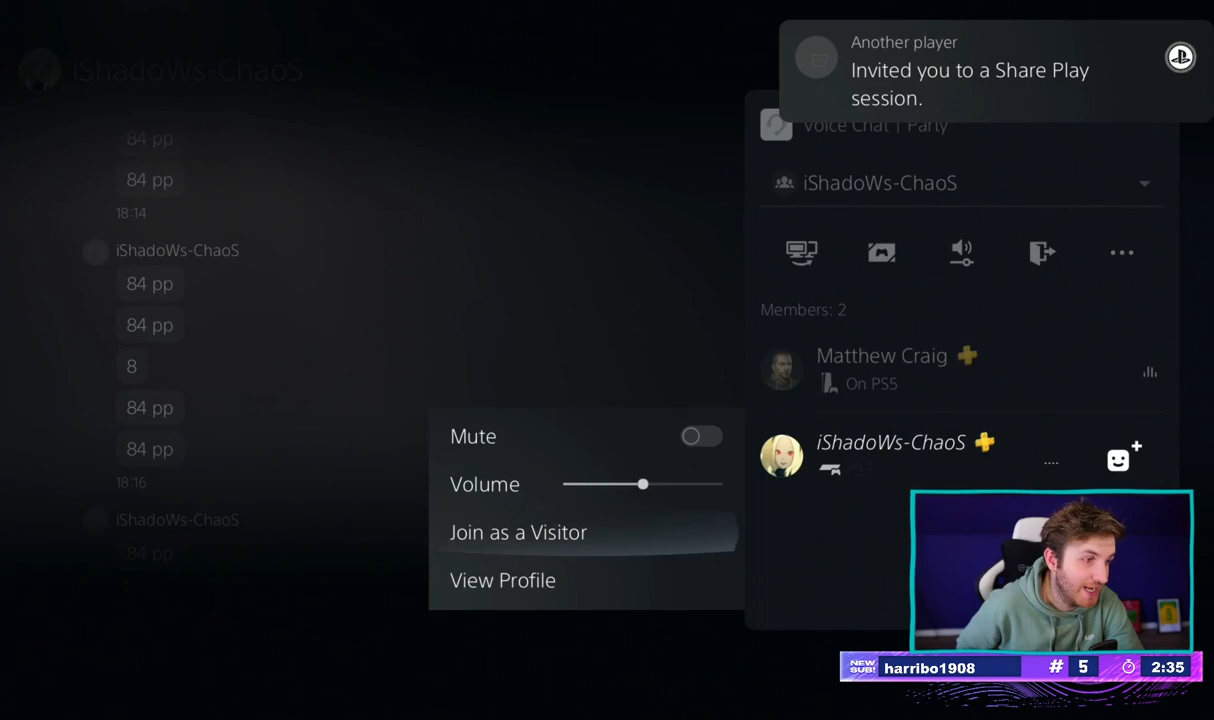 iShadoWs-ChaoS
84 pp
84 pp
18:14
iShadoWs-ChaoS
84 pp
84 pp
8
84 pp
84 pp
18:16
iShadoWs-ChaoS
84 pp
Another player
Invited you to a Share Play
session.
Voice Chat | Party
iShadoWs-ChaoS
Members: 2
Matthew Craig
On PS5
iShadoWs-ChaoS
Mute
Volume
Join as a Visitor
View Profile
NEW SUB! harribo1908 # 5 2:35